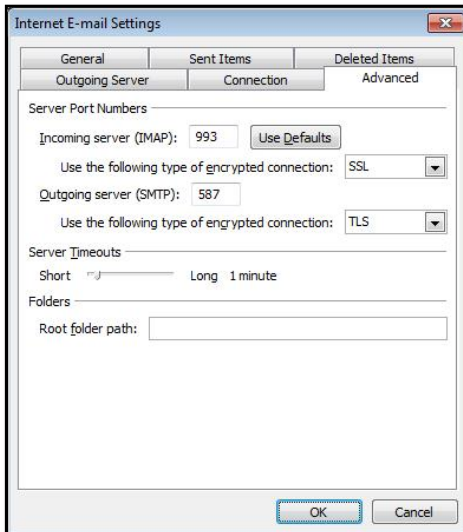 Internet E-mail Settings
General Sent Items Deleted Items
Outgoing Server Connection Advanced
Server Port Numbers
Incoming server (IMAP): 993 Use Defaults
Use the following type of encrypted connection: SSL
Outgoing server (SMTP): 587
Use the following type of encrypted connection: TLS
Server Timeouts
Short Long 1 minute
Folders
Root folder path:
OK Cancel